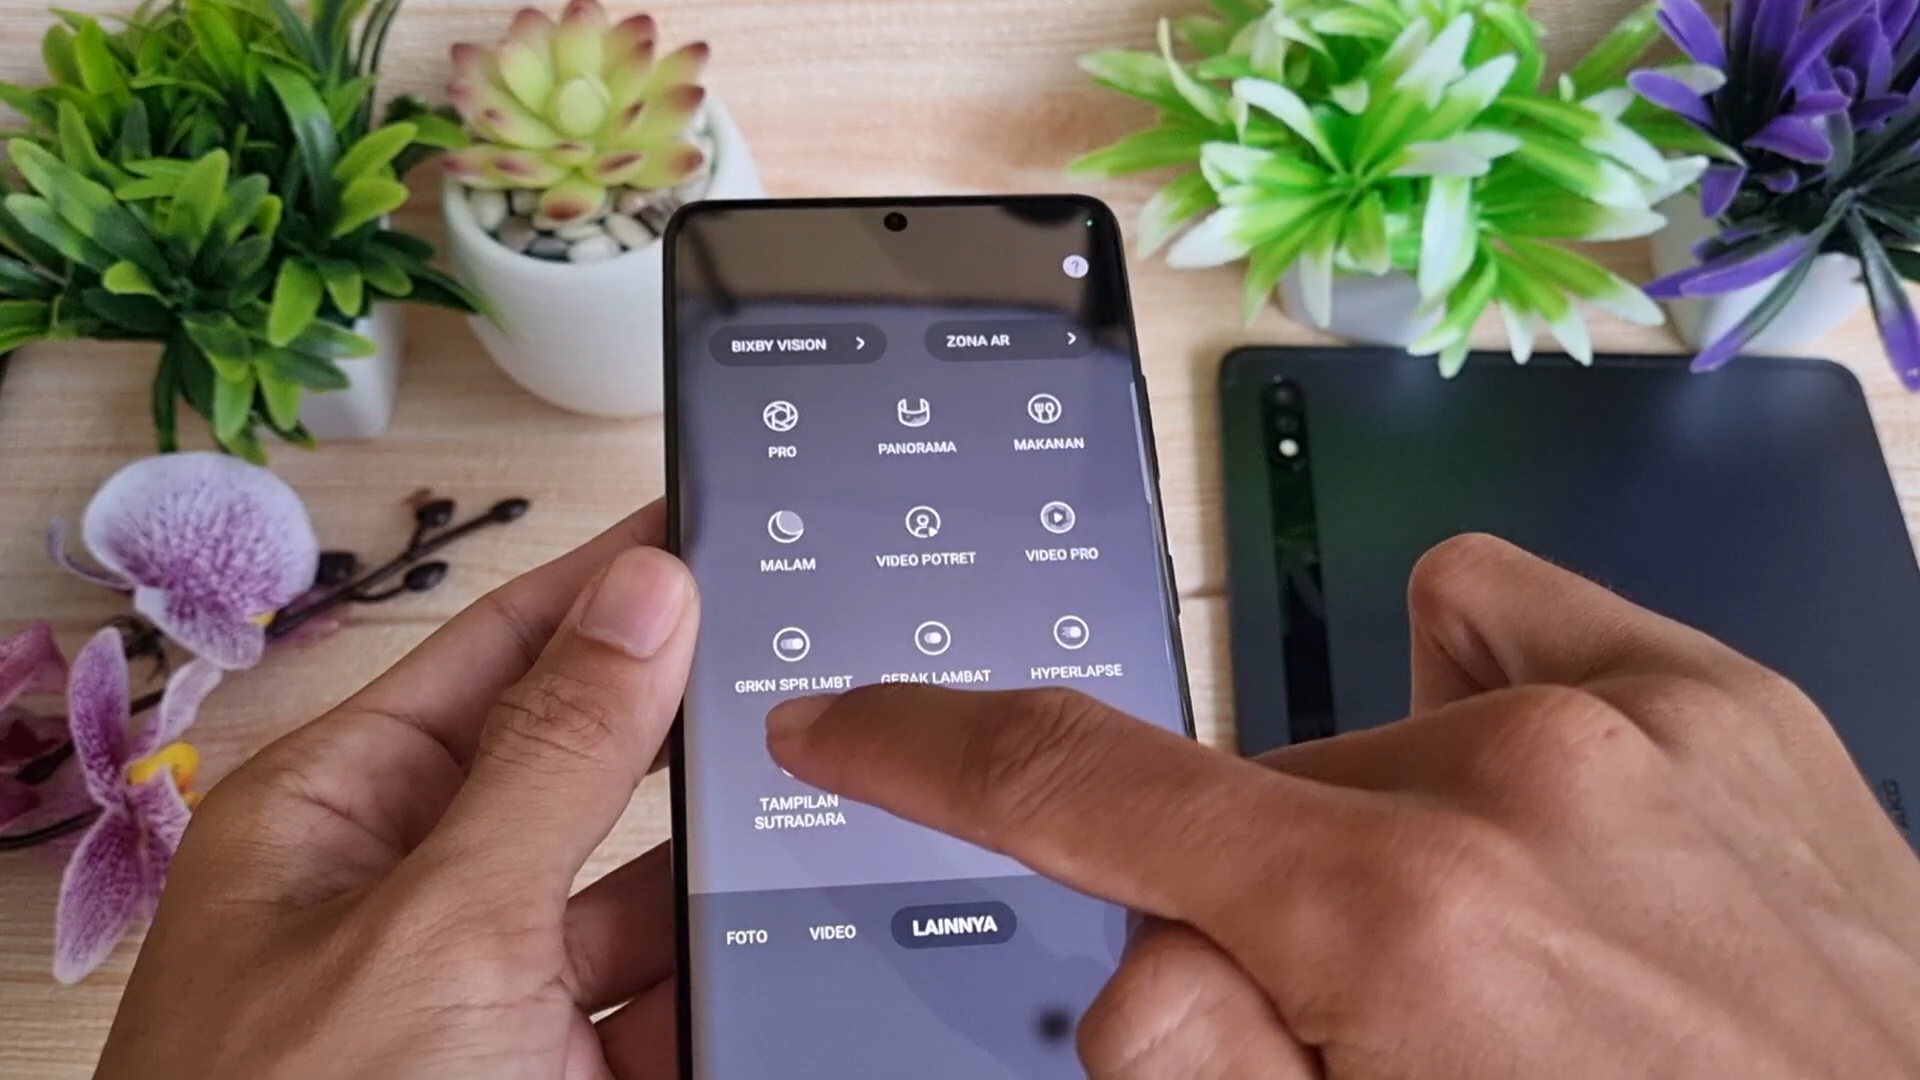 ?
BIXBY VISION >
ZONA AR >
PRO
PANORAMA
MAKANAN
MALAM
VIDEO POTRET
VIDEO PRO
GRKN SPR LMBT
GERAK LAMBAT
HYPERLAPSE
TAMPILAN
SUTRADARA
FOTO
VIDEO
LAINNYA